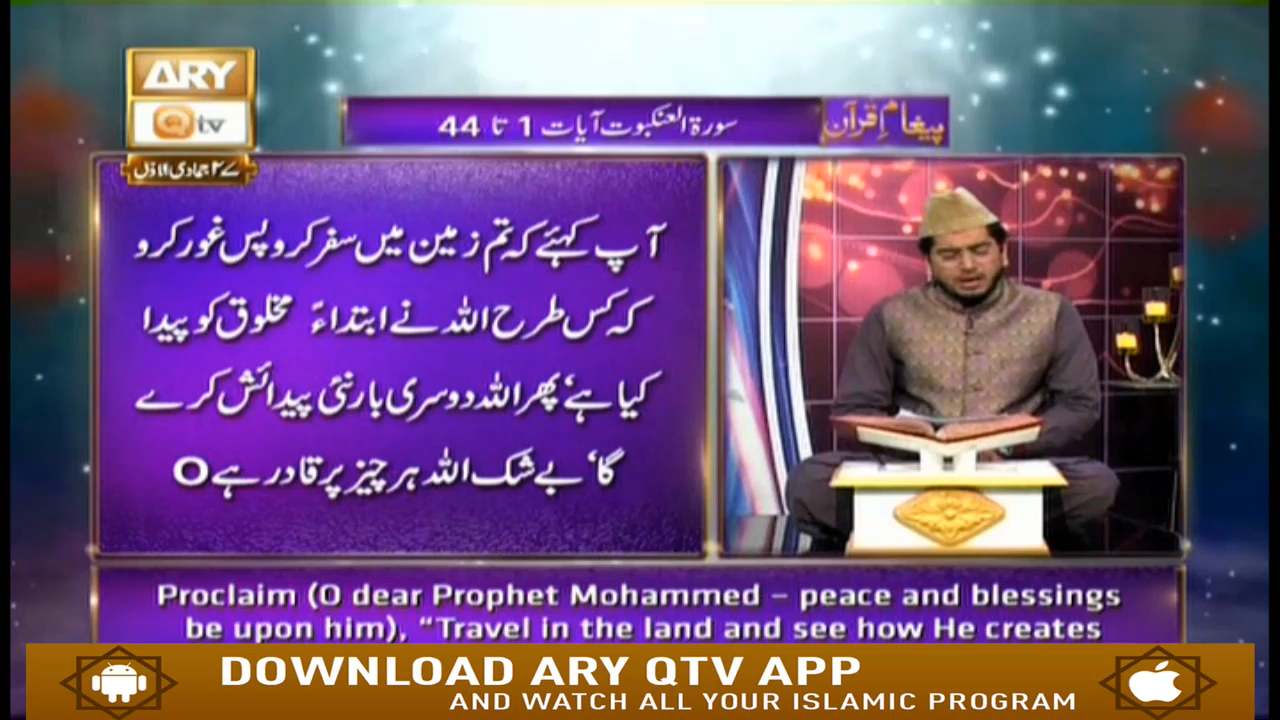 ARY
Qtv
سورۃ العنکبوت آیات 1 تا 44
پیغامِ قرآن
۲۷ جمادی الاوّل
آپ کہئے کہ تم زمین میں سفر کرو پس غور کرو
کہ کس طرح اللہ نے ابتداءً مخلوق کو پیدا
کیا ہے‘ پھر اللہ دوسری بار نئی پیدائش کرے
گا‘ بے شک اللہ ہر چیز پر قادر ہے O
Proclaim (O dear Prophet Mohammed – peace and blessings
be upon him), “Travel in the land and see how He creates
DOWNLOAD ARY QTV APP
AND WATCH ALL YOUR ISLAMIC PROGRAM